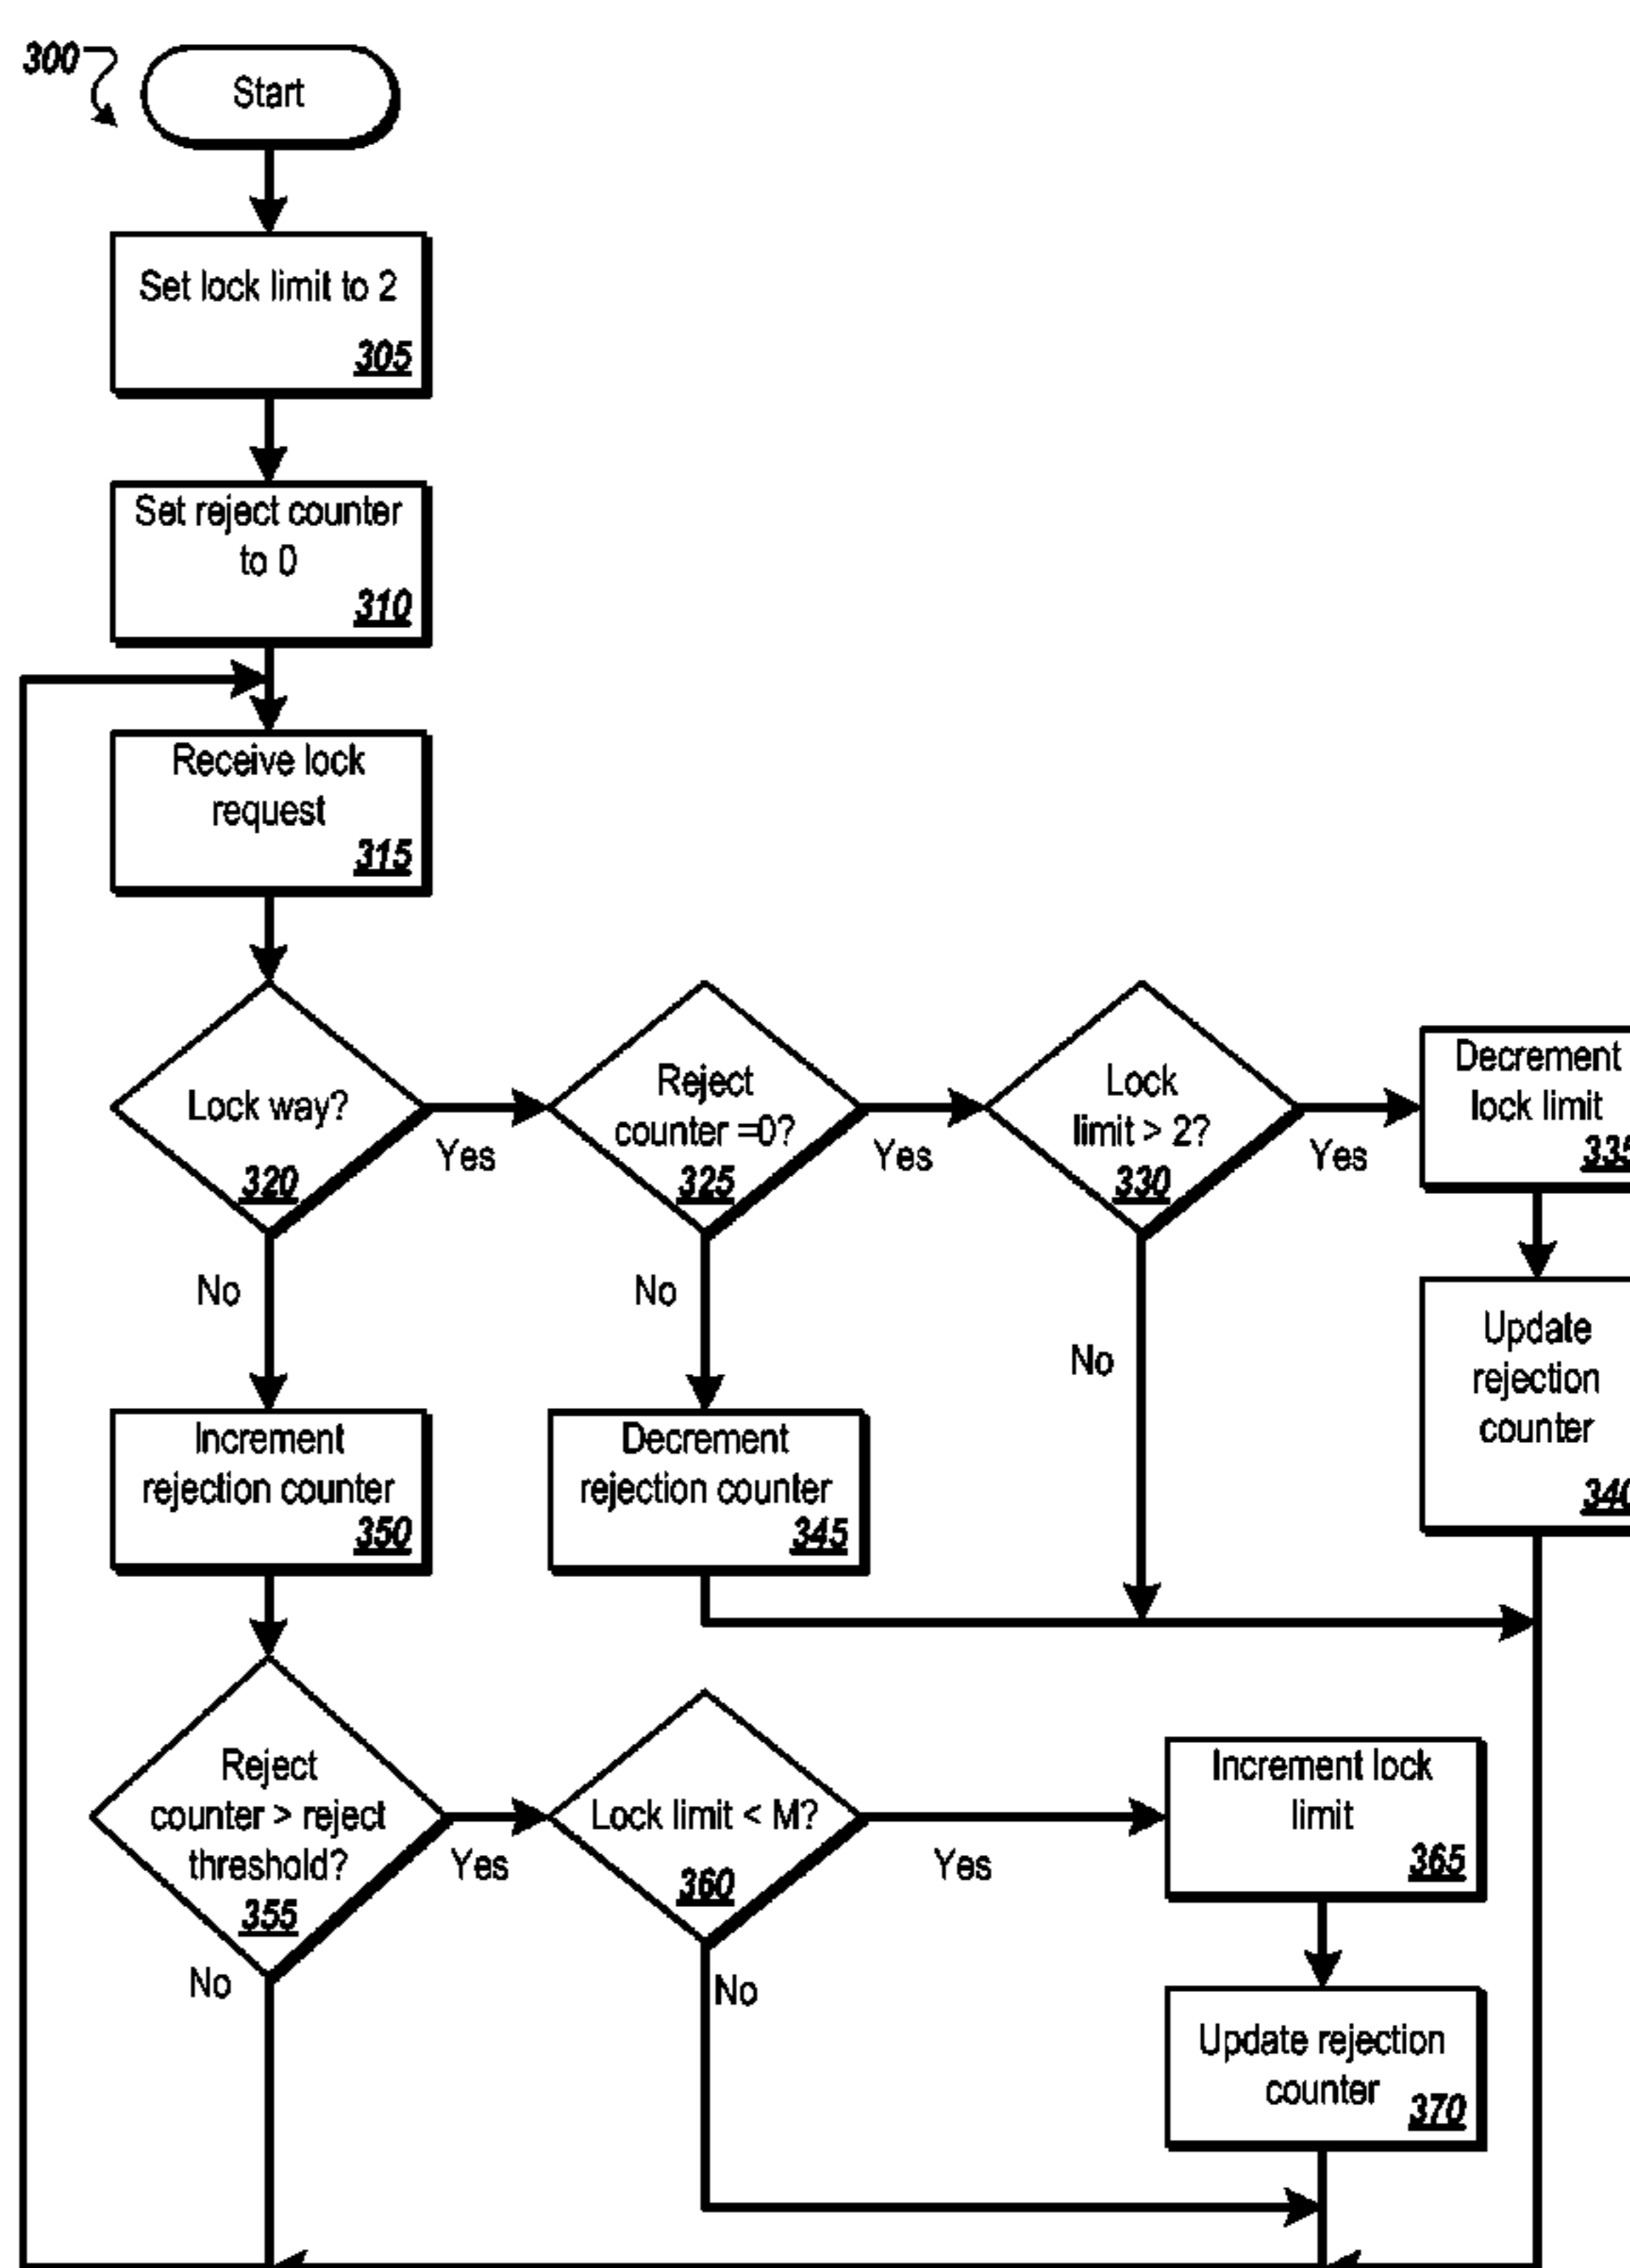 300
Start
Set lock limit to 2
305
Set reject counter
to 0
310
Receive lock
request
315
Lock way?
320
Yes
No
Reject
counter =0?
325
Yes
No
Lock
limit > 2?
330
Yes
No
Decrement
lock limit
335
Update
rejection
counter
340
Increment
rejection counter
350
Decrement
rejection counter
345
Reject
counter > reject
threshold?
355
Yes
No
Lock limit < M?
360
Yes
No
Increment lock
limit
365
Update rejection
counter
370